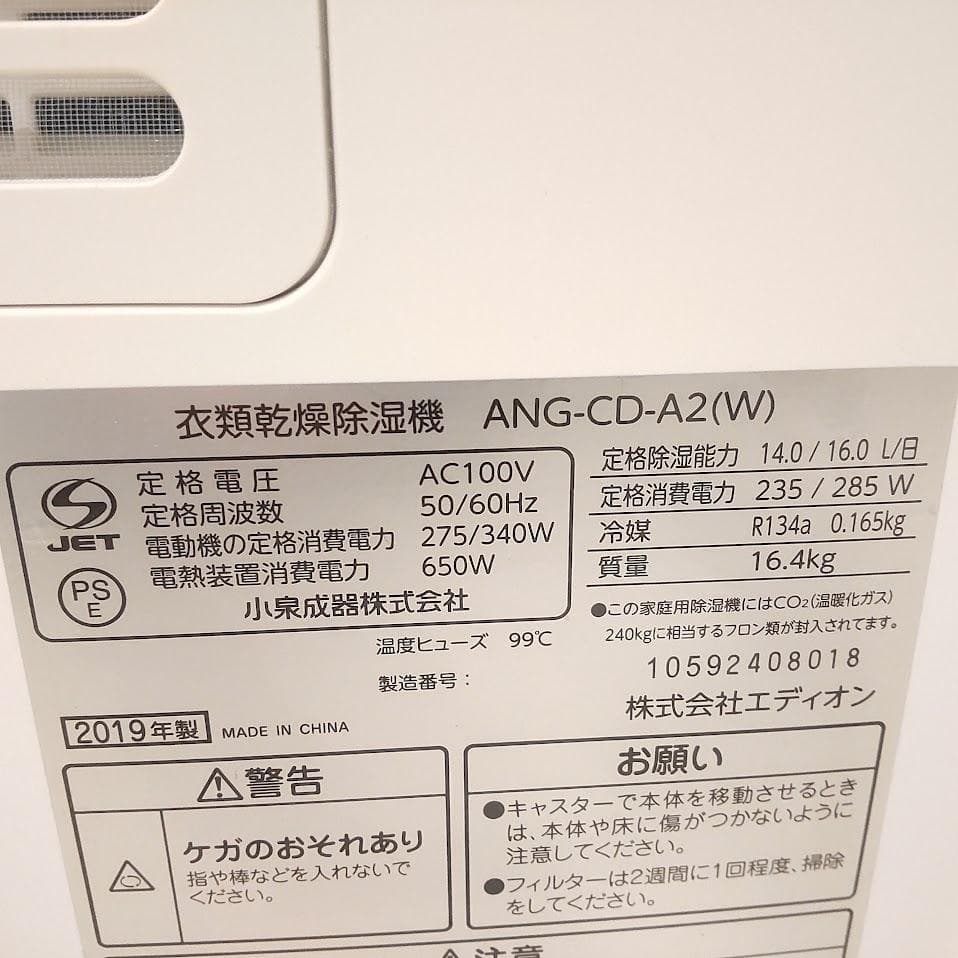 衣類乾燥除湿機 ANG-CD-A2(W)
JET
PS
E
定格電圧 AC100V
定格周波数 50/60Hz
電動機の定格消費電力 275/340W
電熱装置消費電力 650W
小泉成器株式会社
定格除湿能力 14.0 / 16.0 L/日
定格消費電力 235 / 285 W
冷媒 R134a 0.165kg
質量 16.4kg
●この家庭用除湿機にはCO2(温暖化ガス)
240kgに相当するフロン類が封入されてます。
温度ヒューズ 99℃
製造番号：
10592408018
株式会社エディオン
2019年製 MADE IN CHINA
⚠警告
ケガのおそれあり
指や棒などを入れないで
ください。
お願い
●キャスターで本体を移動させるとき
は、本体や床に傷がつかないように
注意してください。
●フィルターは2週間に1回程度、掃除
をしてください。
⚠注意